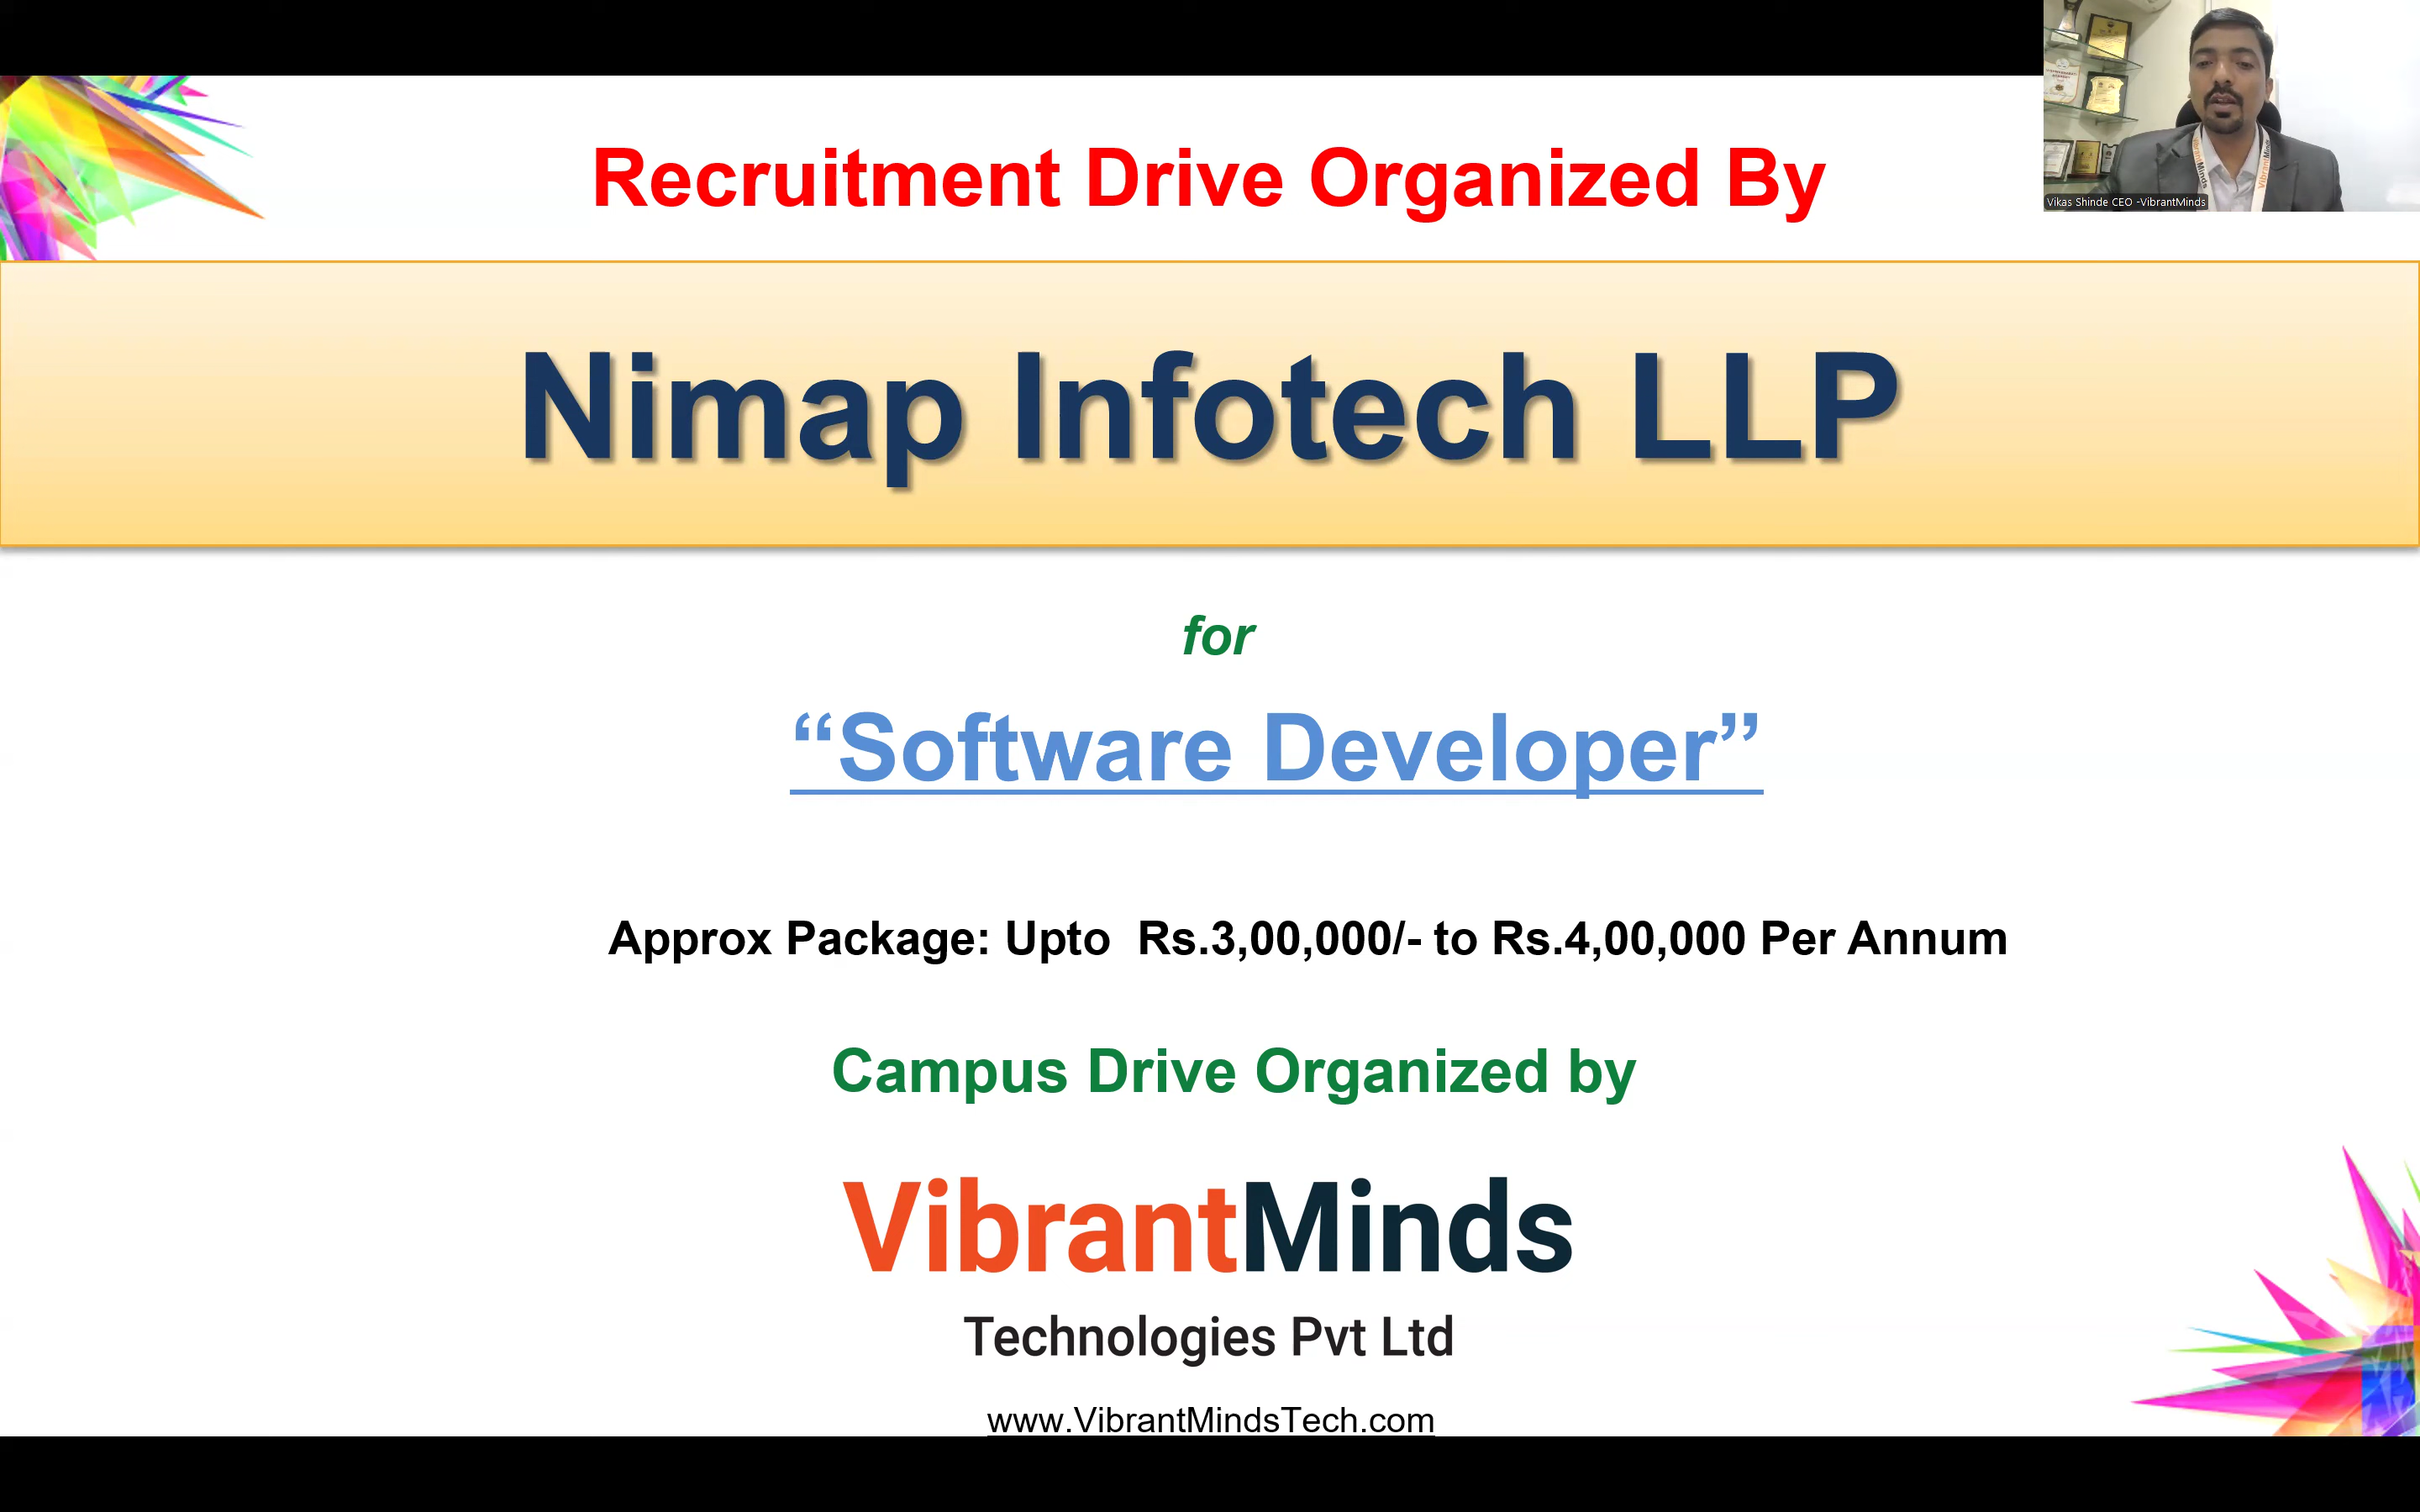 Recruitment Drive Organized By
Vikas Shinde CEO -VibrantMinds
Nimap Infotech LLP
for
“Software Developer”
Approx Package: Upto  Rs.3,00,000/- to Rs.4,00,000 Per Annum
Campus Drive Organized by
VibrantMinds
Technologies Pvt Ltd
www.VibrantMindsTech.com